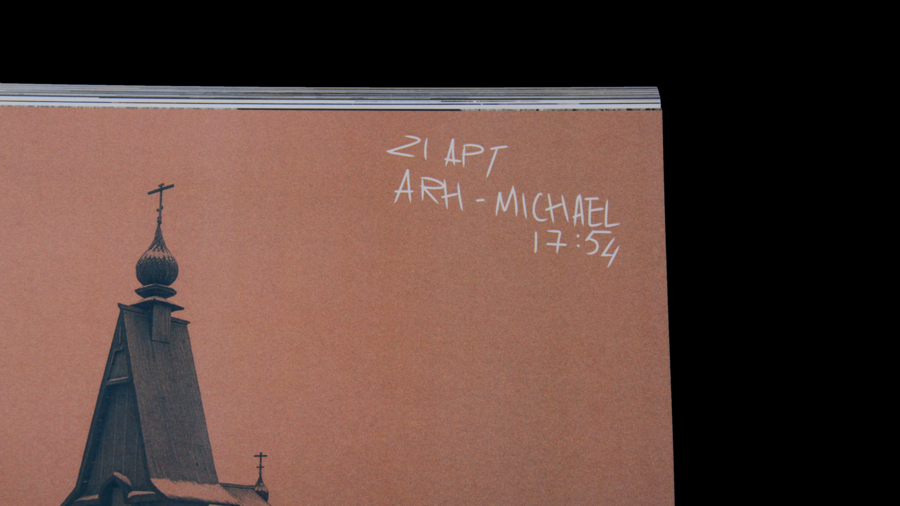 21 APT
ARH - MICHAEL
17:54